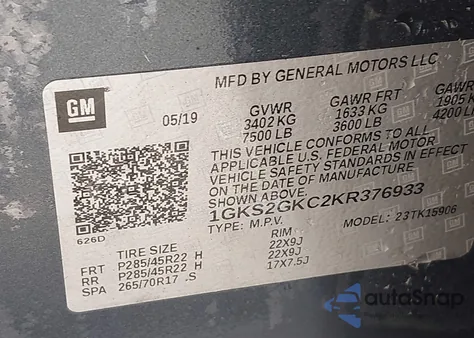 MFD BY GENERAL MOTORS LLC
GM
05/19
GVWR
3402 KG
7500 LB
GAWR FRT
1633 KG
3600 LB
GAWR
1905 K
4200 L
THIS VEHICLE CONFORMS TO ALL
APPLICABLE U.S. FEDERAL MOTOR
VEHICLE SAFETY STANDARDS IN EFFECT
ON THE DATE OF MANUFACTURE
1GKS2GKC2KR376933
TYPE: M.P.V.
MODEL: 23TK15906
626D
TIRE SIZE
RIM
FRT P285/45R22 H 22X9J
RR P285/45R22 H 22X9J
SPA 265/70R17 .S 17X7.5J
autoSnap